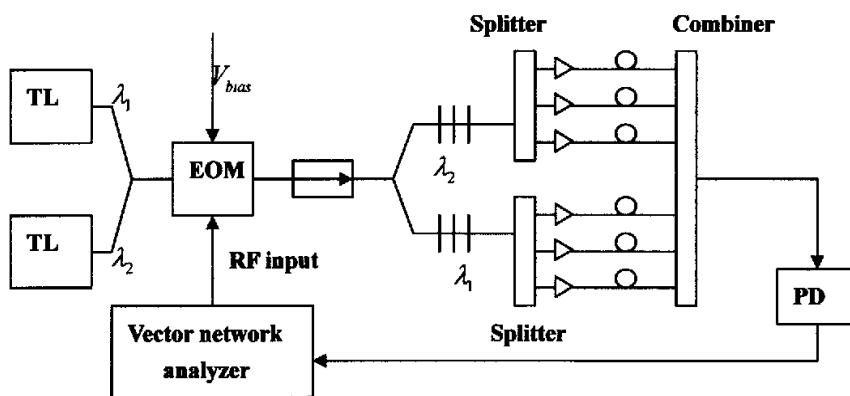 Splitter
Combiner
TL
λ₁
V_bias
EOM
λ₂
TL
λ₂
RF input
λ₁
PD
Vector network
analyzer
Splitter